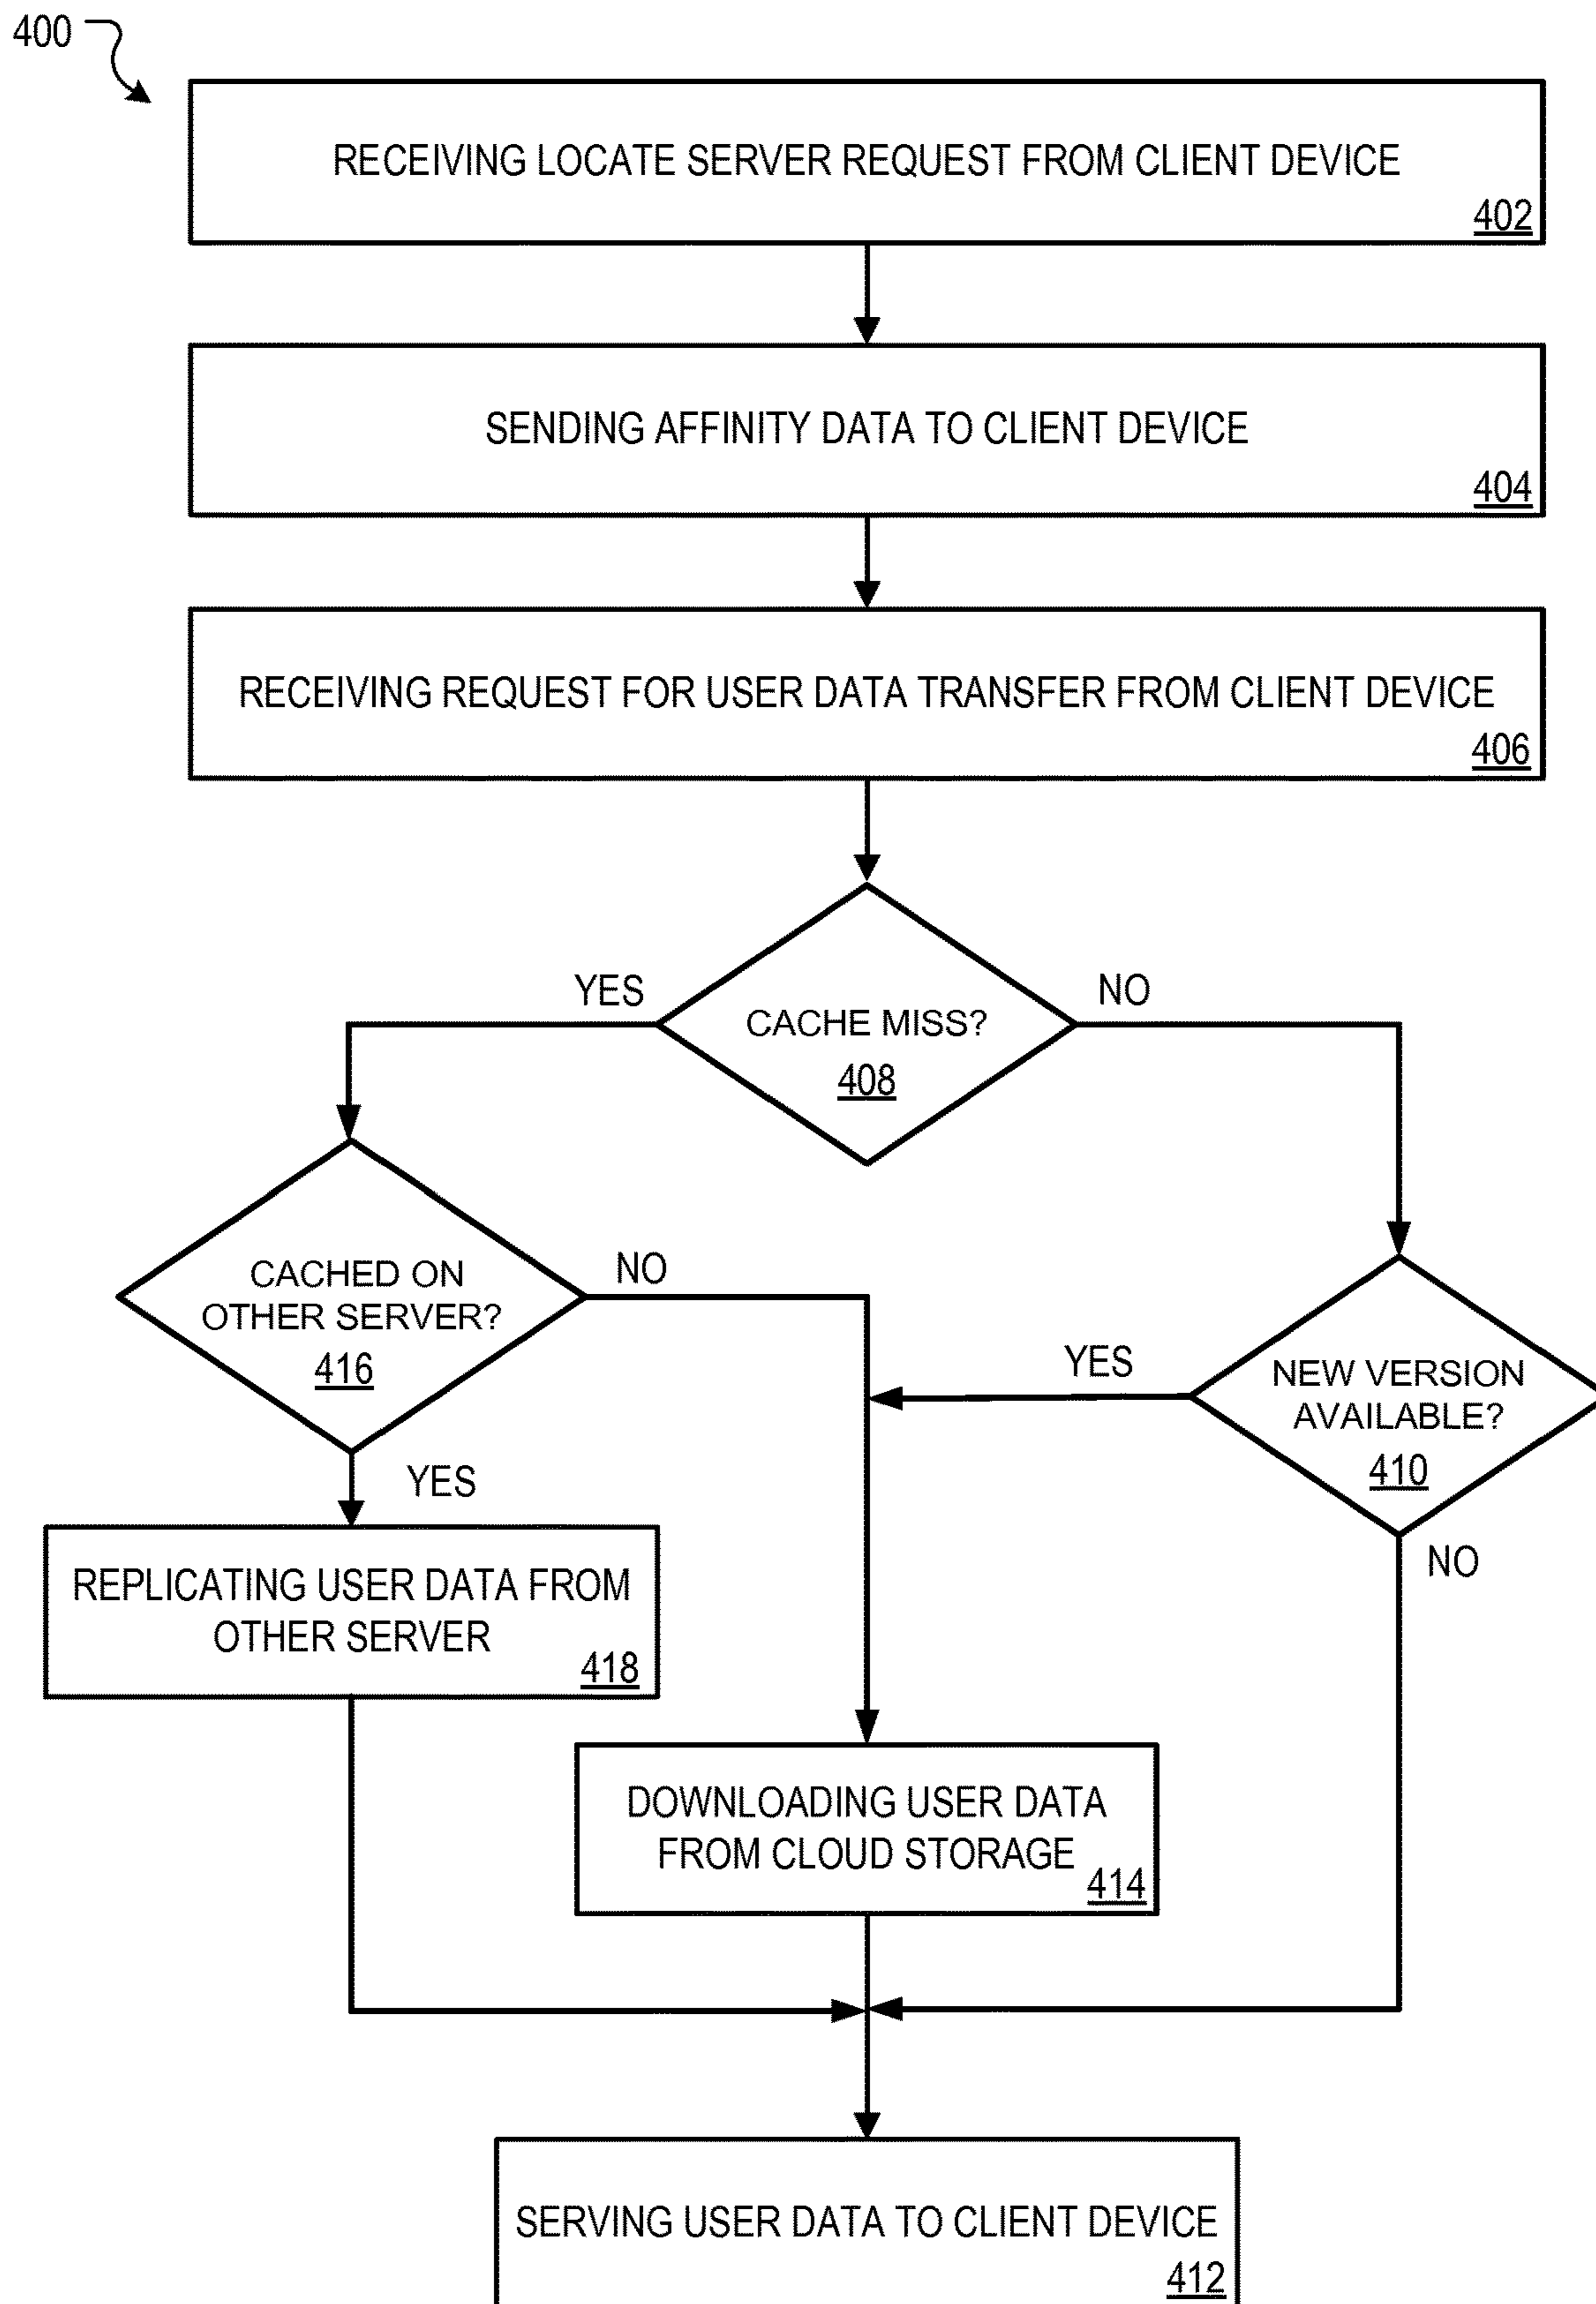 400
RECEIVING LOCATE SERVER REQUEST FROM CLIENT DEVICE
402
SENDING AFFINITY DATA TO CLIENT DEVICE
404
RECEIVING REQUEST FOR USER DATA TRANSFER FROM CLIENT DEVICE
406
YES
NO
CACHE MISS?
408
CACHED ON
OTHER SERVER?
416
NO
YES
NEW VERSION
AVAILABLE?
410
YES
NO
REPLICATING USER DATA FROM
OTHER SERVER
418
DOWNLOADING USER DATA
FROM CLOUD STORAGE
414
SERVING USER DATA TO CLIENT DEVICE
412